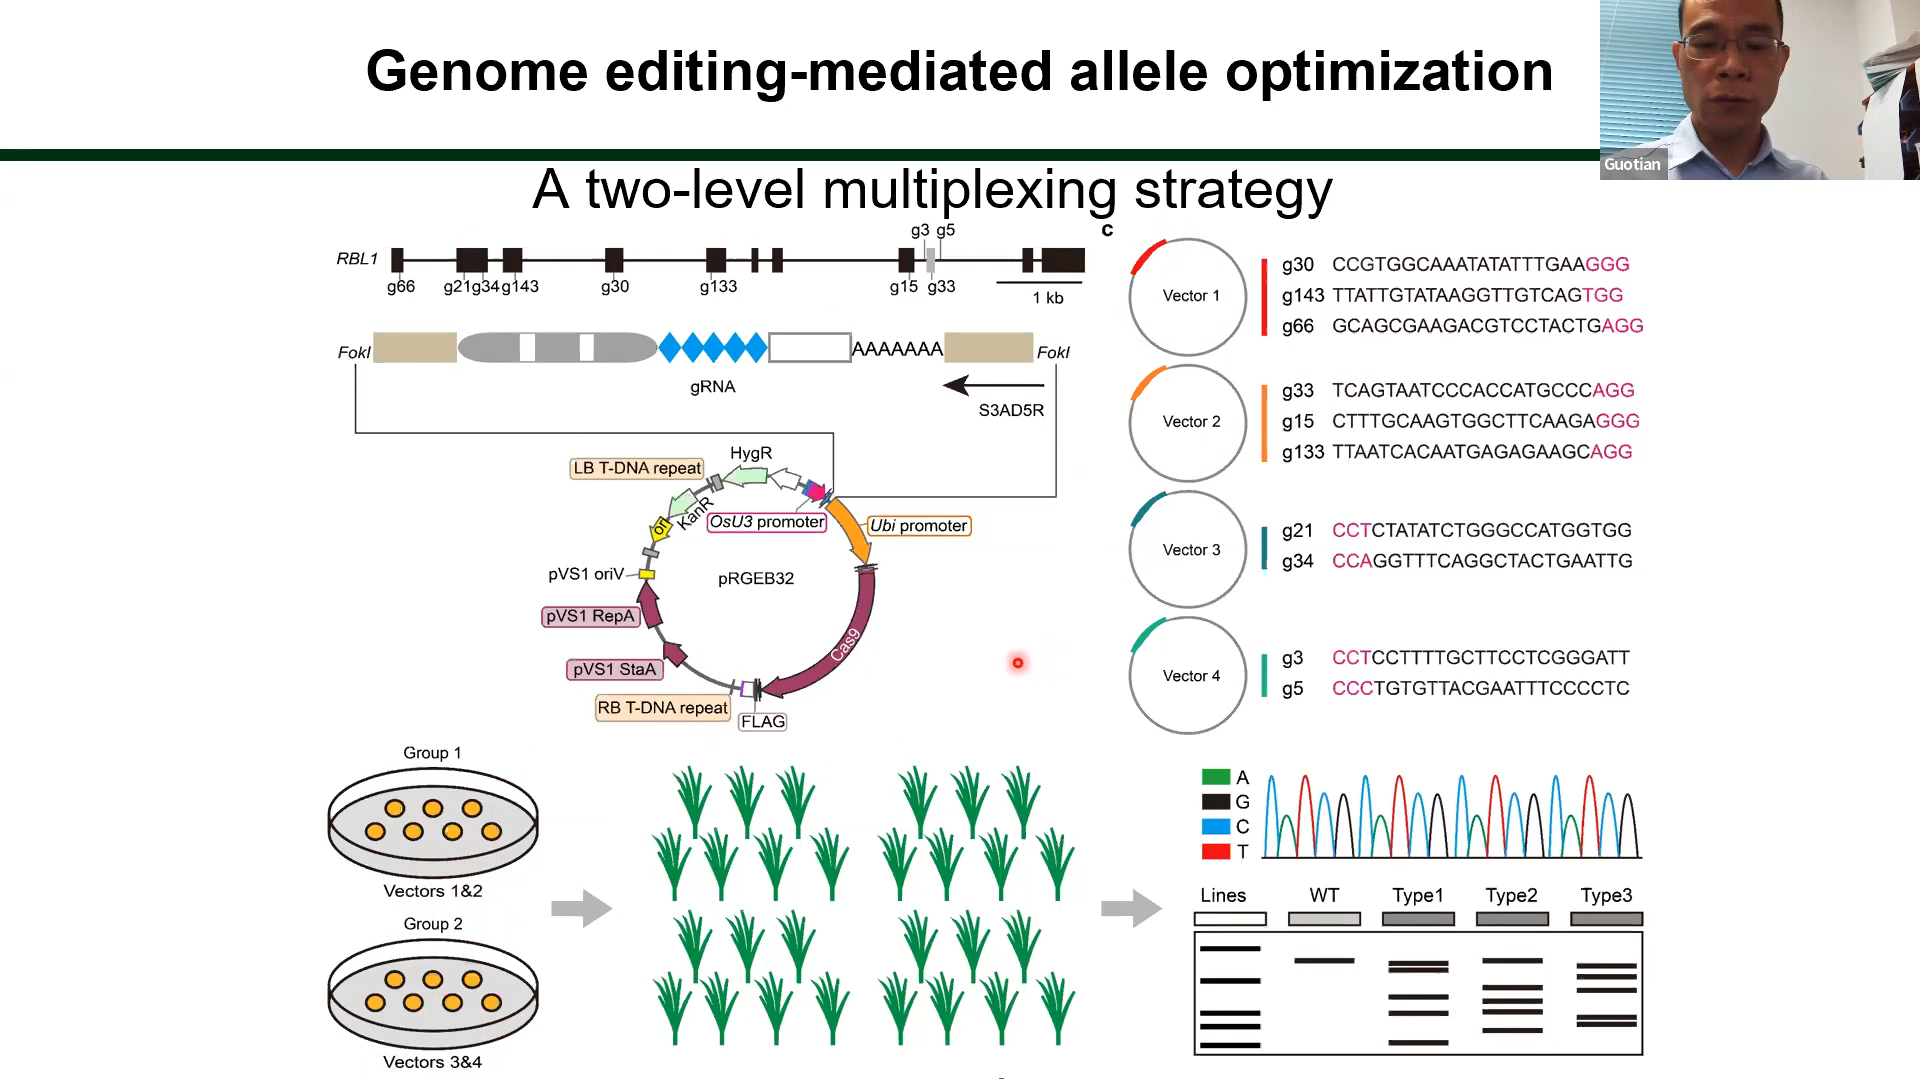 Genome editing-mediated allele optimization
Guotian
A two-level multiplexing strategy
g3 g5
RBL1
g66 g21 g34 g143 g30 g133 g15 g33
1 kb
FokI AAAAAAA FokI
gRNA
S3AD5R
LB T-DNA repeat
HygR
KanR
ori
OsU3 promoter
Ubi promoter
pVS1 oriV
pRGEB32
pVS1 RepA
Cas9
pVS1 StaA
RB T-DNA repeat
FLAG
c
Vector 1
g30 CCGTGGCAAATATATTTGAAGGG
g143 TTATTGTATAAGGTTGTCAGTGG
g66 GCAGCGAAGACGTCCTACTGAGG
Vector 2
g33 TCAGTAATCCCACCATGCCCAGG
g15 CTTTGCAAGTGGCTTCAAGAGGG
g133 TTAATCACAATGAGAGAAGCAGG
Vector 3
g21 CCTCTATATCTGGGCCATGGTGG
g34 CCAGGTTTCAGGCTACTGAATTG
Vector 4
g3 CCTCCTTTTGCTTCCTCGGGATT
g5 CCCTGTGTTACGAATTTCCCCTC
Group 1
Vectors 1&2
Group 2
Vectors 3&4
A
G
C
T
Lines WT Type1 Type2 Type3